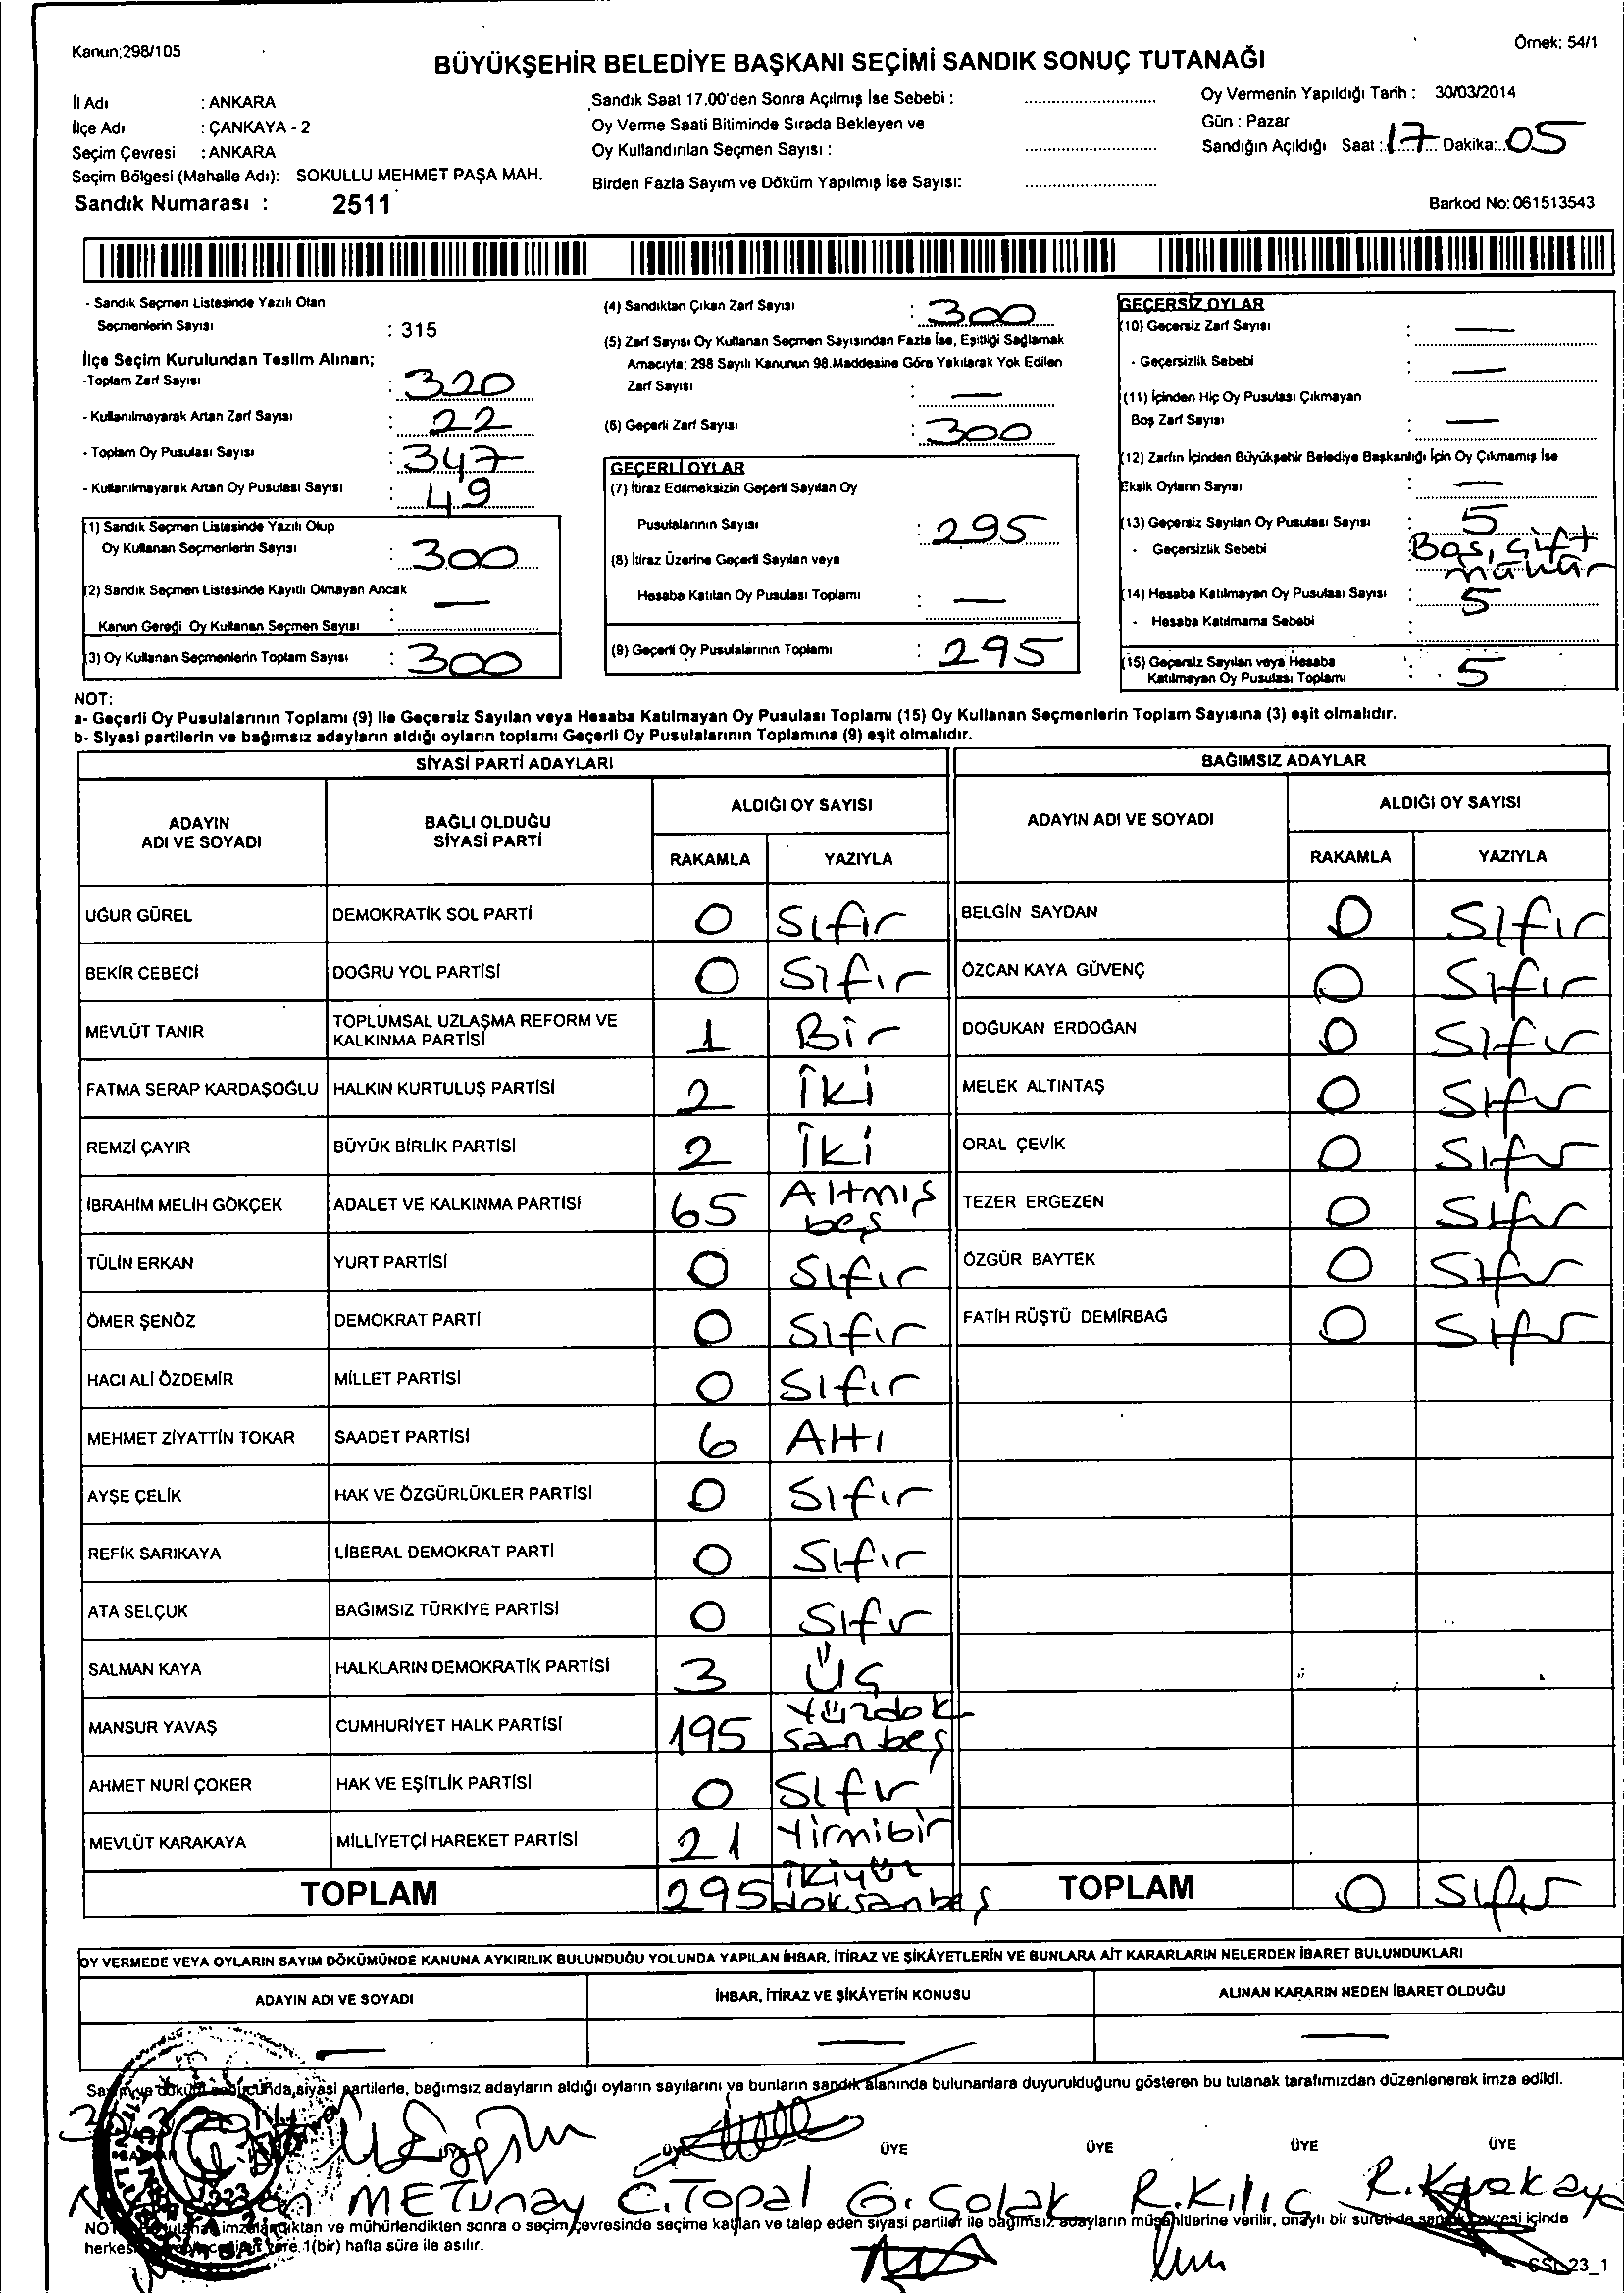 Kanun;298/105
Örnek: 54/1
BÜYÜKŞEHİR BELEDİYE BAŞKANI SEÇİMİ SANDIK SONUÇ TUTANAĞI
İl Adı : ANKARA
İlçe Adı : ÇANKAYA - 2
Seçim Çevresi : ANKARA
Seçim Bölgesi (Mahalle Adı): SOKULLU MEHMET PAŞA MAH.
Sandık Numarası : 2511
Sandık Saat 17.00'den Sonra Açılmış İse Sebebi :
Oy Verme Saati Bitiminde Sırada Bekleyen ve
Oy Kullandırılan Seçmen Sayısı :
Birden Fazla Sayım ve Döküm Yapılmış İse Sayısı:
Oy Vermenin Yapıldığı Tarih : 30/03/2014
Gün : Pazar
Sandığın Açıldığı Saat : 17 Dakika: 05
Barkod No: 061513543
- Sandık Seçmen Listesinde Yazılı Olan
Seçmenlerin Sayısı : 315
İlçe Seçim Kurulundan Teslim Alınan;
-Toplam Zarf Sayısı : 320
- Kullanılmayarak Artan Zarf Sayısı : 22
- Toplam Oy Pusulası Sayısı : 347
- Kullanılmayarak Artan Oy Pusulası Sayısı : 49
(1) Sandık Seçmen Listesinde Yazılı Olup
Oy Kullanan Seçmenlerin Sayısı : 300
(2) Sandık Seçmen Listesinde Kayıtlı Olmayan Ancak
Kanun Gereği Oy Kullanan Seçmen Sayısı : —
(3) Oy Kullanan Seçmenlerin Toplam Sayısı : 300
(4) Sandıktan Çıkan Zarf Sayısı : 300
(5) Zarf Sayısı Oy Kullanan Seçmen Sayısından Fazla İse, Eşitliği Sağlamak
Amacıyla; 298 Sayılı Kanunun 98.Maddesine Göre Yakılarak Yok Edilen
Zarf Sayısı : —
(6) Geçerli Zarf Sayısı : 300
GEÇERLİ OYLAR
(7) İtiraz Edilmeksizin Geçerli Sayılan Oy
Pusulalarının Sayısı : 295
(8) İtiraz Üzerine Geçerli Sayılan veya
Hesaba Katılan Oy Pusulası Toplamı : —
(9) Geçerli Oy Pusulalarının Toplamı : 295
GEÇERSİZ OYLAR
(10) Geçersiz Zarf Sayısı : —
- Geçersizlik Sebebi : —
(11) İçinden Hiç Oy Pusulası Çıkmayan
Boş Zarf Sayısı : —
(12) Zarfın İçinden Büyükşehir Belediye Başkanlığı İçin Oy Çıkmamış İse
Eksik Oyların Sayısı : —
(13) Geçersiz Sayılan Oy Pusulası Sayısı : 5
- Geçersizlik Sebebi : Boş, çift
mühür
(14) Hesaba Katılmayan Oy Pusulası Sayısı : 5
- Hesaba Katılmama Sebebi :
(15) Geçersiz Sayılan veya Hesaba
Katılmayan Oy Pusulası Toplamı : 5
NOT:
a- Geçerli Oy Pusulalarının Toplamı (9) ile Geçersiz Sayılan veya Hesaba Katılmayan Oy Pusulası Toplamı (15) Oy Kullanan Seçmenlerin Toplam Sayısına (3) eşit olmalıdır.
b- Siyasi partilerin ve bağımsız adayların aldığı oyların toplamı Geçerli Oy Pusulalarının Toplamına (9) eşit olmalıdır.
SİYASİ PARTİ ADAYLARI
BAĞIMSIZ ADAYLAR
ADAYIN
ADI VE SOYADI
BAĞLI OLDUĞU
SİYASİ PARTİ
ALDIĞI OY SAYISI
RAKAMLA YAZIYLA
ADAYIN ADI VE SOYADI
ALDIĞI OY SAYISI
RAKAMLA YAZIYLA
UĞUR GÜREL DEMOKRATİK SOL PARTİ 0 Sıfır BELGİN SAYDAN 0 Sıfır
BEKİR CEBECİ DOĞRU YOL PARTİSİ 0 Sıfır ÖZCAN KAYA GÜVENÇ 0 Sıfır
MEVLÜT TANIR TOPLUMSAL UZLAŞMA REFORM VE
KALKINMA PARTİSİ 1 Bir DOĞUKAN ERDOĞAN 0 Sıfır
FATMA SERAP KARDAŞOĞLU HALKIN KURTULUŞ PARTİSİ 2 İki MELEK ALTINTAŞ 0 Sıfır
REMZİ ÇAYIR BÜYÜK BİRLİK PARTİSİ 2 İki ORAL ÇEVİK 0 Sıfır
İBRAHİM MELİH GÖKÇEK ADALET VE KALKINMA PARTİSİ 65 Altmış
beş TEZER ERGEZEN 0 Sıfır
TÜLİN ERKAN YURT PARTİSİ 0 Sıfır ÖZGÜR BAYTEK 0 Sıfır
ÖMER ŞENÖZ DEMOKRAT PARTİ 0 Sıfır FATİH RÜŞTÜ DEMİRBAĞ 0 Sıfır
HACI ALİ ÖZDEMİR MİLLET PARTİSİ 0 Sıfır
MEHMET ZİYATTİN TOKAR SAADET PARTİSİ 6 Altı
AYŞE ÇELİK HAK VE ÖZGÜRLÜKLER PARTİSİ 0 Sıfır
REFİK SARIKAYA LİBERAL DEMOKRAT PARTİ 0 Sıfır
ATA SELÇUK BAĞIMSIZ TÜRKİYE PARTİSİ 0 Sıfır
SALMAN KAYA HALKLARIN DEMOKRATİK PARTİSİ 3 Üç
MANSUR YAVAŞ CUMHURİYET HALK PARTİSİ 195 Yüzdok
san beş
AHMET NURİ ÇOKER HAK VE EŞİTLİK PARTİSİ 0 Sıfır
MEVLÜT KARAKAYA MİLLİYETÇİ HAREKET PARTİSİ 21 Yirmibir
TOPLAM 295 ikiyüz
doksanbeş TOPLAM 0 Sıfır
OY VERMEDE VEYA OYLARIN SAYIM DÖKÜMÜNDE KANUNA AYKIRILIK BULUNDUĞU YOLUNDA YAPILAN İHBAR, İTİRAZ VE ŞİKÂYETLERİN VE BUNLARA AİT KARARLARIN NELERDEN İBARET BULUNDUKLARI
ADAYIN ADI VE SOYADI İHBAR, İTİRAZ VE ŞİKÂYETİN KONUSU ALINAN KARARIN NEDEN İBARET OLDUĞU
— — —
siyasi partilerle, bağımsız adayların aldığı oyların sayılarını ve bunların sandık alanında bulunanlara duyurulduğunu gösteren bu tutanak tarafımızdan düzenlenerek imza edildi.
ÜYE ÜYE ÜYE ÜYE ÜYE
METunay C.Topal G.Çolak R.Kılıç R.Karakaya
imzalandıktan ve mühürlendikten sonra o seçim çevresinde seçime katılan ve talep eden siyasi partiler ile bağımsız adayların müşahitlerine verilir, onaylı bir sureti de sandık çevresi içinde
yere 1(bir) hafta süre ile asılır.
23_1